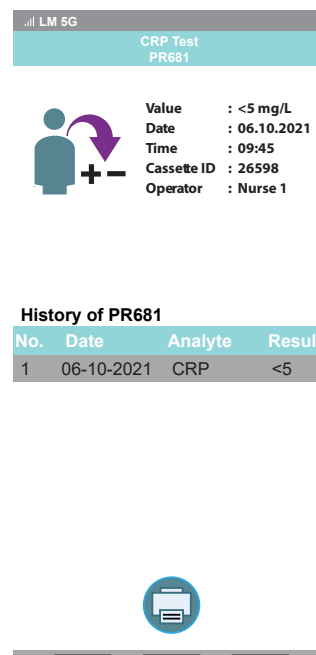 LM 5G
CRP Test
PR681
Value : <5 mg/L
Date : 06.10.2021
Time : 09:45
Cassette ID : 26598
Operator : Nurse 1
+ -
History of PR681
No. Date Analyte Resul
1 06-10-2021 CRP <5